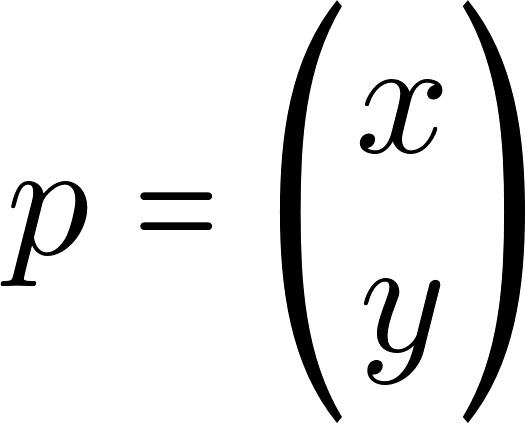 p = (x
y)